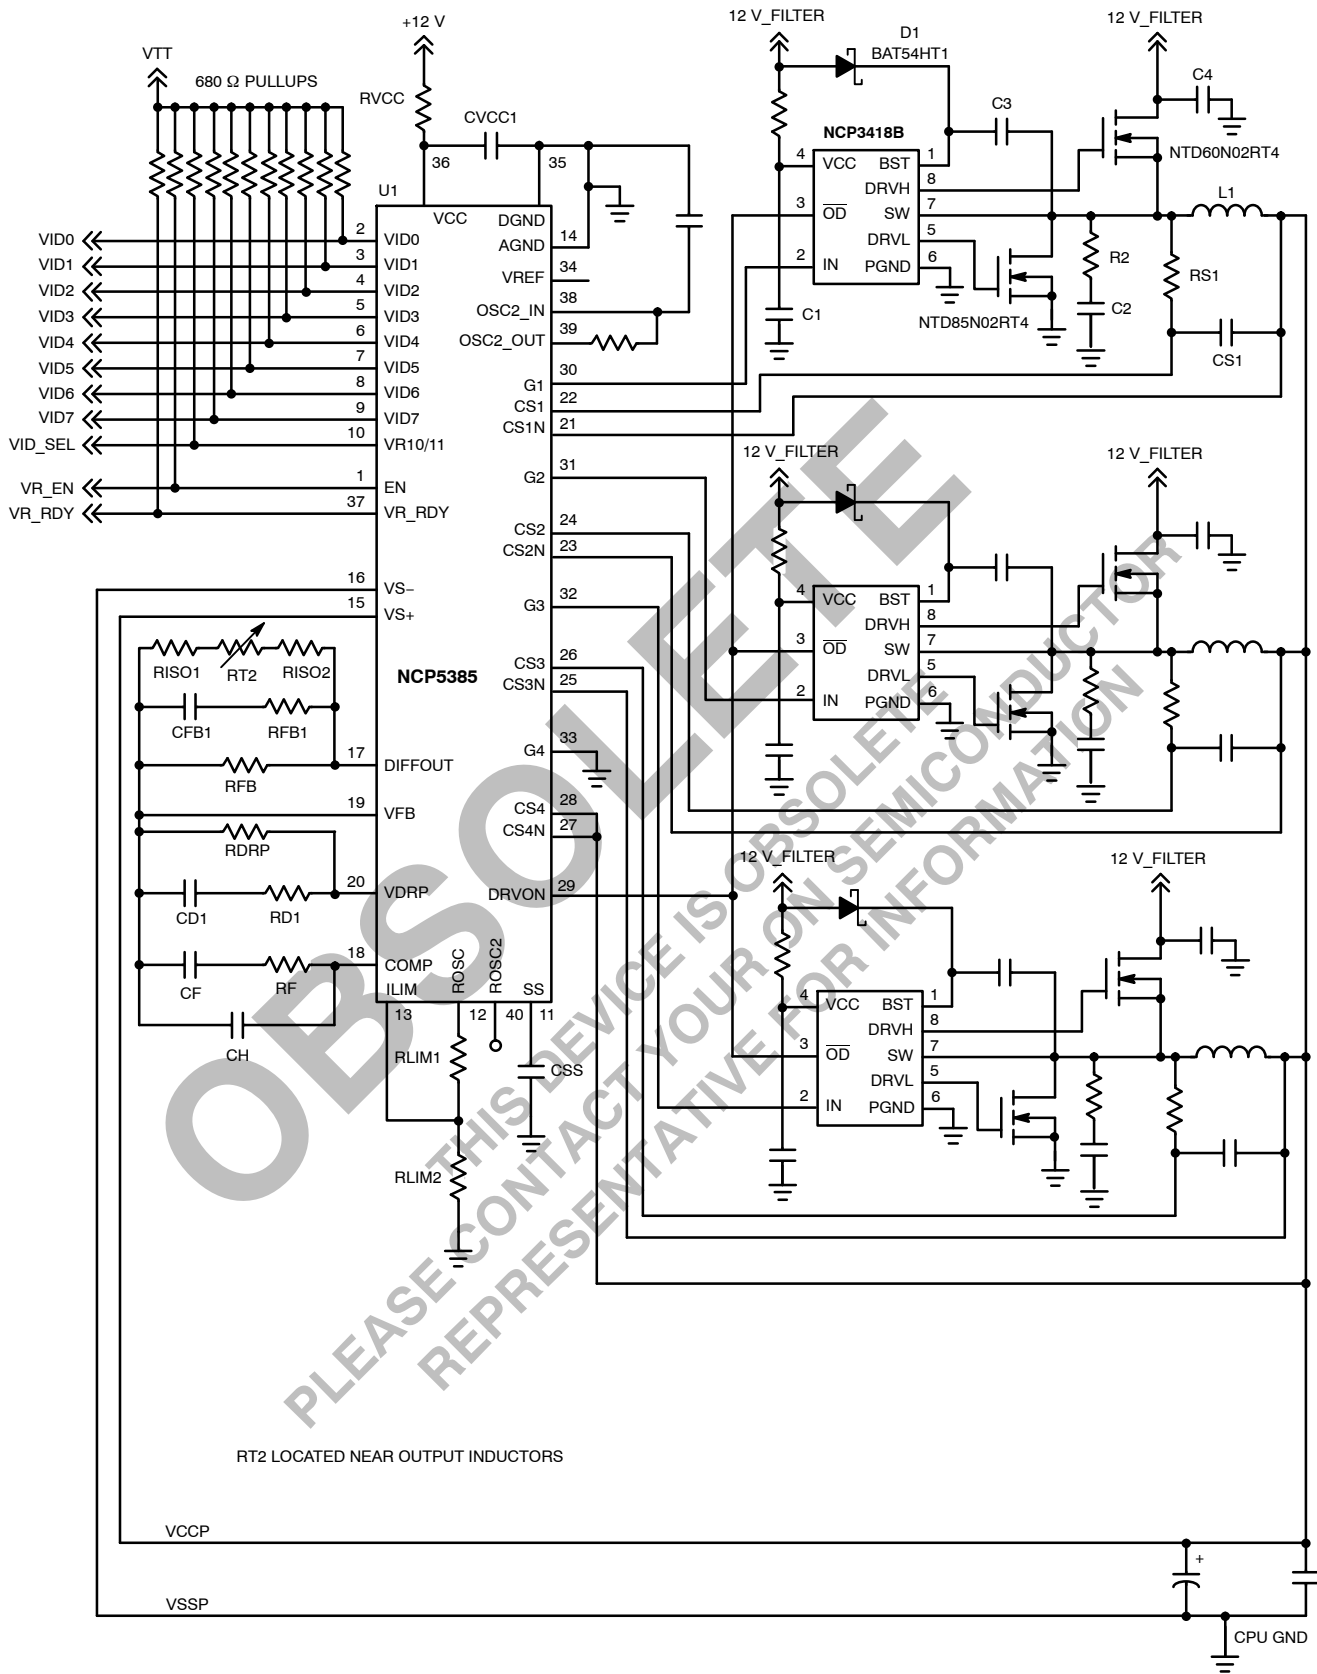 +12 V
12 V_FILTER
D1
BAT54HT1
12 V_FILTER
VTT
680 Ω PULLUPS
RVCC
CVCC1
C3
C4
NCP3418B
NTD60N02RT4
36
35
U1
VCC
DGND
AGND
14
VREF
34
OSC2_IN
38
OSC2_OUT
39
4
VCC
BST
1
DRVH
8
3
OD
SW
7
DRVL
5
2
IN
PGND
6
L1
R2
RS1
C1
NTD85N02RT4
C2
CS1
VID0
2
VID0
VID1
3
VID1
VID2
4
VID2
VID3
5
VID3
VID4
6
VID4
VID5
7
VID5
VID6
8
VID6
VID7
9
VID7
VID_SEL
10
VR10/11
VR_EN
1
EN
VR_RDY
37
VR_RDY
G1
30
CS1
22
CS1N
21
G2
31
CS2
24
CS2N
23
G3
32
CS3
26
CS3N
25
G4
33
CS4
28
CS4N
27
DRVON
29
12 V_FILTER
12 V_FILTER
4
VCC
BST
1
DRVH
8
3
OD
SW
7
DRVL
5
2
IN
PGND
6
16
VS−
15
VS+
NCP5385
RISO1
RT2
RISO2
CFB1
RFB1
17
DIFFOUT
RFB
19
VFB
RDRP
20
VDRP
CD1
RD1
18
COMP
CF
RF
CH
ILIM
ROSC
ROSC2
SS
13
12
40
11
RLIM1
CSS
RLIM2
12 V_FILTER
12 V_FILTER
4
VCC
BST
1
DRVH
8
3
OD
SW
7
DRVL
5
2
IN
PGND
6
OBSOLETE
THIS DEVICE IS OBSOLETE
PLEASE CONTACT YOUR ON SEMICONDUCTOR
REPRESENTATIVE FOR INFORMATION
RT2 LOCATED NEAR OUTPUT INDUCTORS
VCCP
+
VSSP
CPU GND